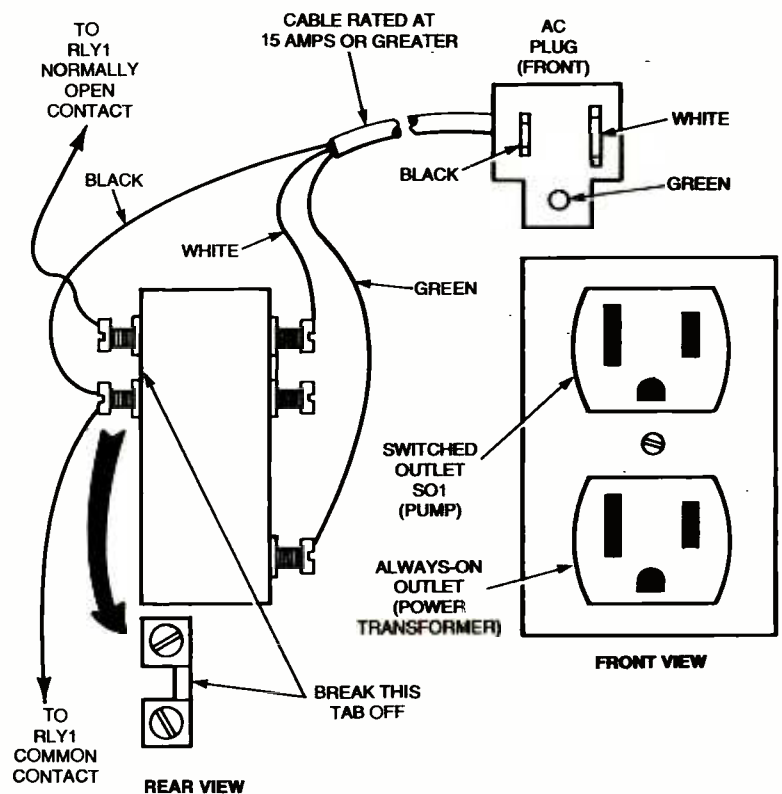 TO
RLY1
NORMALLY
OPEN
CONTACT
CABLE RATED AT
15 AMPS OR GREATER
AC
PLUG
(FRONT)
WHITE
BLACK
GREEN
BLACK
WHITE
GREEN
SWITCHED
OUTLET
SO1
(PUMP)
ALWAYS-ON
OUTLET
(POWER
TRANSFORMER)
FRONT VIEW
BREAK THIS
TAB OFF
TO
RLY1
COMMON
CONTACT
REAR VIEW